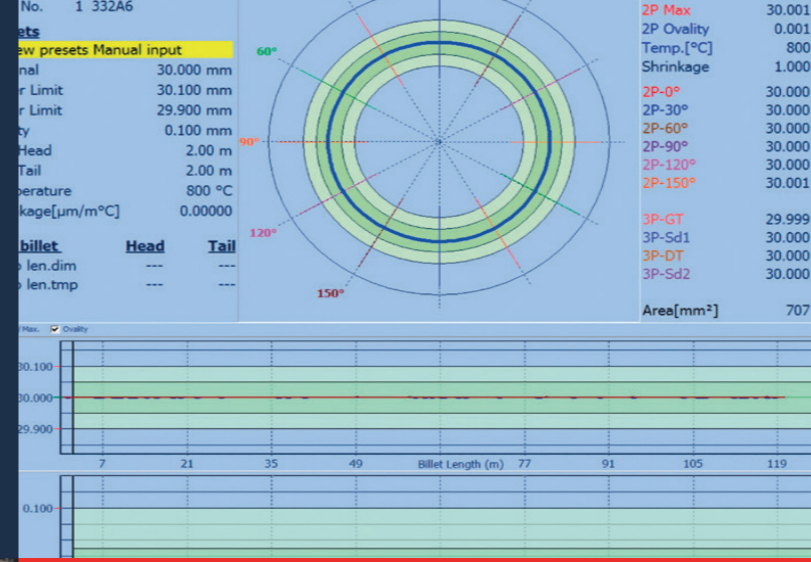 No. 1 332A6
ets
ew presets Manual input
nal 30.000 mm
r Limit 30.100 mm
r Limit 29.900 mm
ty 0.100 mm
Head 2.00 m
Tail 2.00 m
perature 800 °C
kage[µm/m°C] 0.00000
billet Head Tail
len.dim --- ---
len.tmp --- ---
60°
90°
120°
150°
2P Max 30.001
2P Ovality 0.001
Temp.[°C] 800
Shrinkage 1.000
2P-0° 30.000
2P-30° 30.000
2P-60° 30.000
2P-90° 30.000
2P-120° 30.000
2P-150° 30.001
3P-GT 29.999
3P-Sd1 30.000
3P-DT 30.000
3P-Sd2 30.000
Area[mm²] 707
Max. Ovality
30.100
30.000
29.900
7 21 35 49 Billet Length (m) 77 91 105 119
0.100